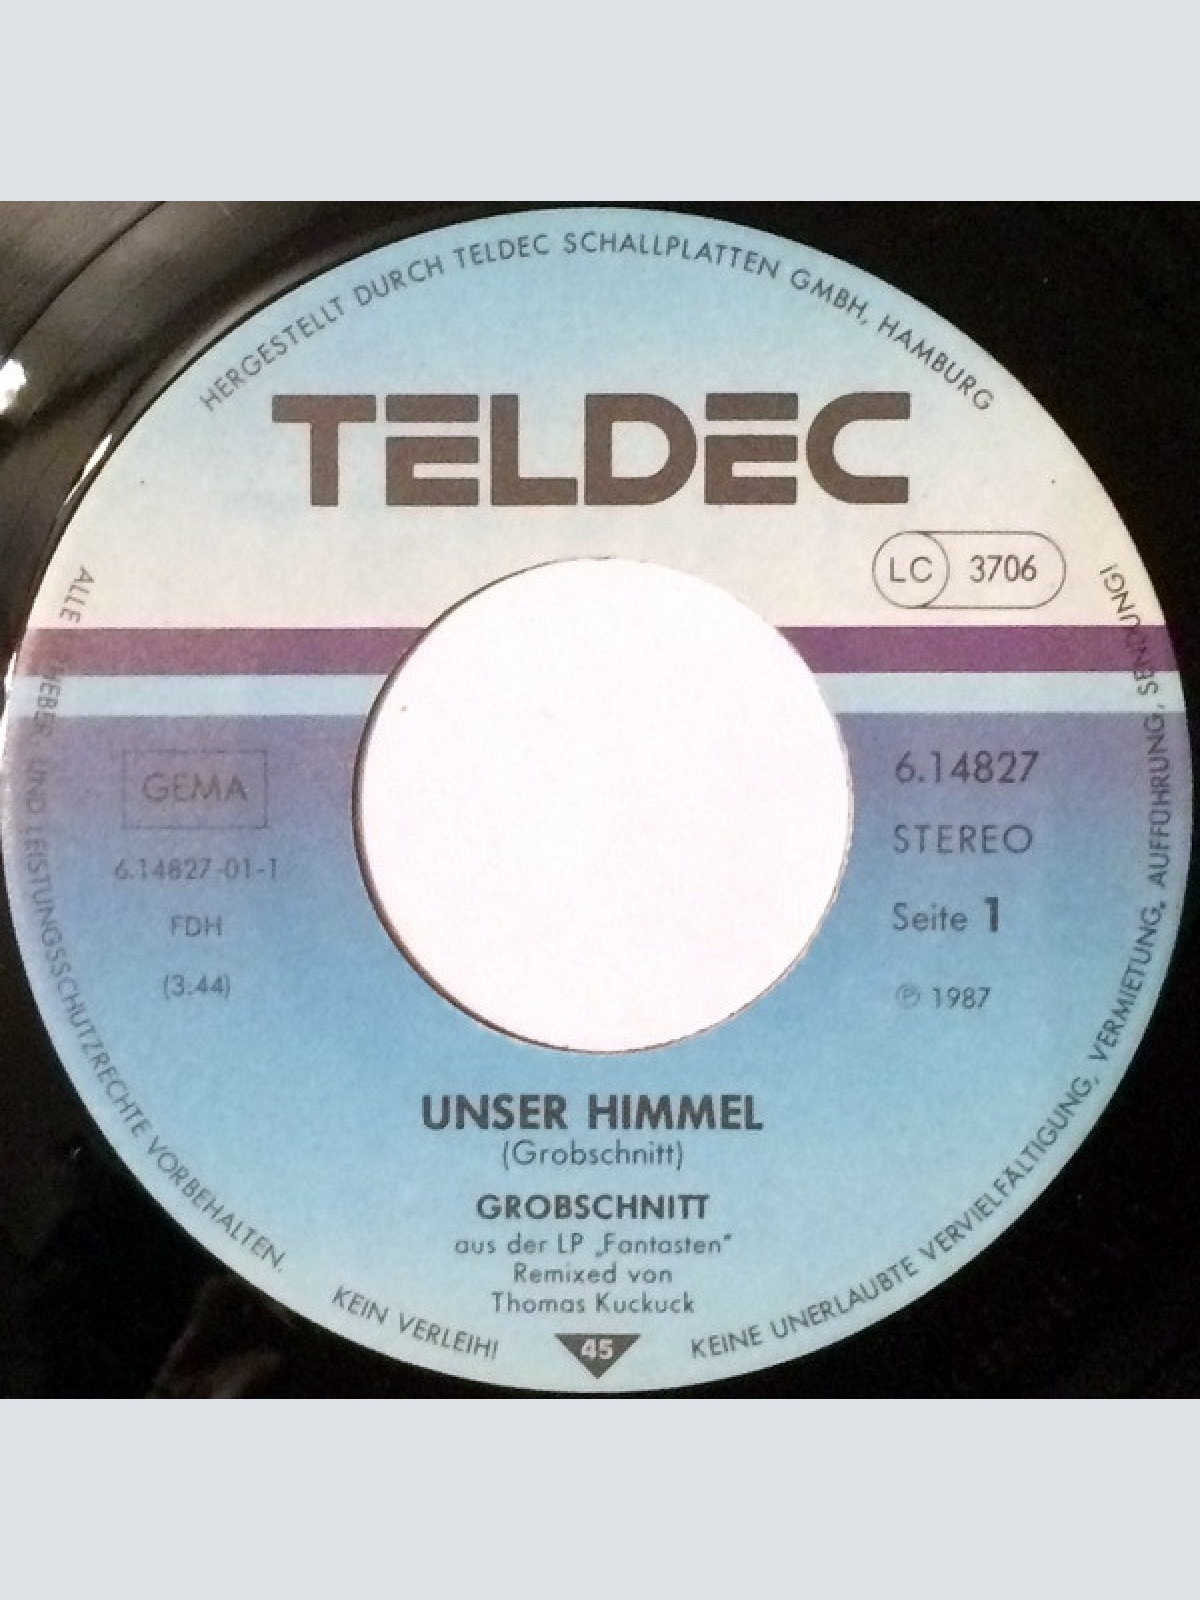 HERGESTELLT DURCH TELDEC SCHALLPLATTEN GMBH, HAMBURG
TELDEC
LC 3706
GEMA
6.14827-01-1
FDH
(3:44)
6.14827
STEREO
Seite 1
℗ 1987
UNSER HIMMEL
(Grobschnitt)
GROBSCHNITT
aus der LP „Fantasten"
Remixed von
Thomas Kuckuck
45
ALLE UND LEISTUNGSSCHUTZRECHTE VORBEHALTEN.
KEIN VERLEIH!
KEINE UNERLAUBTE VERVIELFÄLTIGUNG, VERMIETUNG, AUFFÜHRUNG, SENDUNG!